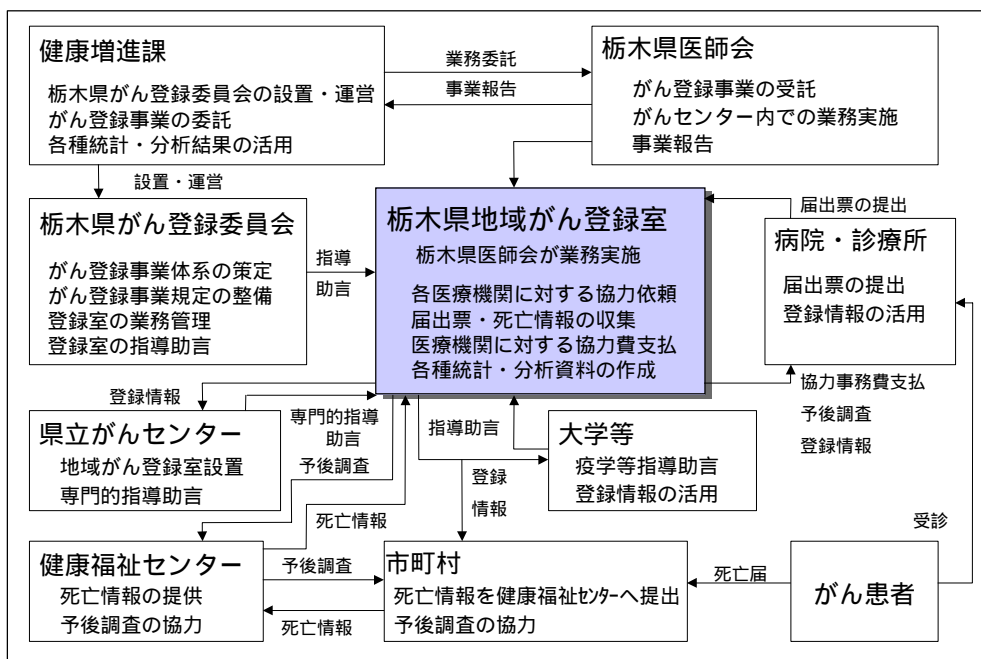 健康増進課
栃木県がん登録委員会の設置・運営
がん登録事業の委託
各種統計・分析結果の活用
業務委託
事業報告
栃木県医師会
がん登録事業の受託
がんセンター内での業務実施
事業報告
設置・運営
栃木県がん登録委員会
がん登録事業体系の策定
がん登録事業規定の整備
登録室の業務管理
登録室の指導助言
指導
助言
栃木県地域がん登録室
栃木県医師会が業務実施
各医療機関に対する協力依頼
届出票・死亡情報の収集
医療機関に対する協力費支払
各種統計・分析資料の作成
届出票の提出
病院・診療所
届出票の提出
登録情報の活用
協力事務費支払
予後調査
登録情報
登録情報
専門的指導
助言
県立がんセンター
地域がん登録室設置
専門的指導助言
予後調査
死亡情報
指導助言
大学等
疫学等指導助言
登録情報の活用
登録
情報
受診
健康福祉センター
死亡情報の提供
予後調査の協力
予後調査
死亡情報
市町村
死亡情報を健康福祉ｾﾝﾀｰへ提出
予後調査の協力
死亡届
がん患者